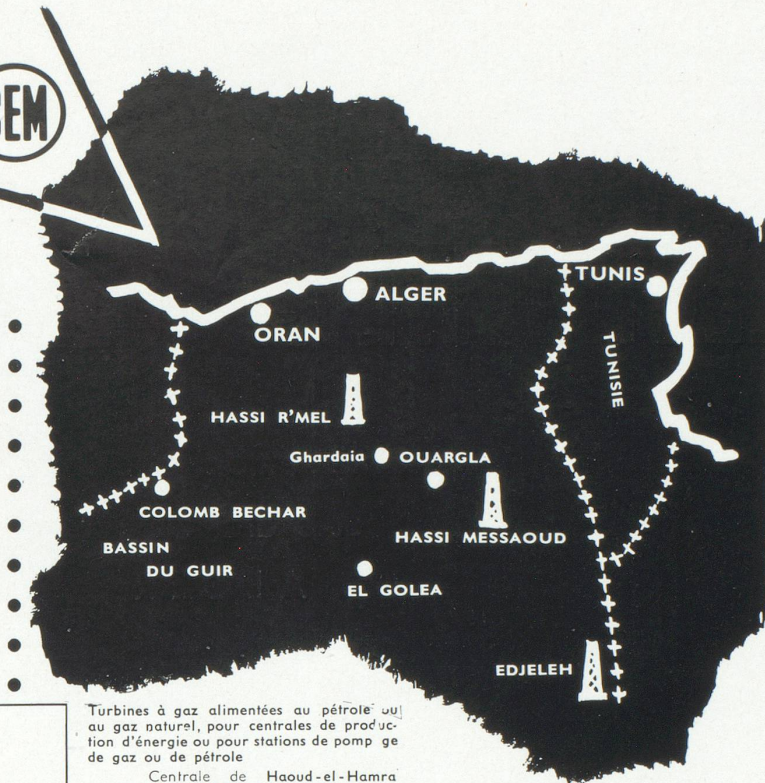 TUNIS
ALGER
ORAN
TUNISIE
HASSI R'MEL
Ghardaia
OUARGLA
COLOMB BECHAR
HASSI MESSAOUD
BASSIN
DU GUIR
EL GOLEA
EDJELEH
Turbines à gaz alimentées au pétrole ou
au gaz naturel, pour centrales de produc-
tion d'énergie ou pour stations de pomp ge
de gaz ou de pétrole
Centrale de Haoud-el-Hamra